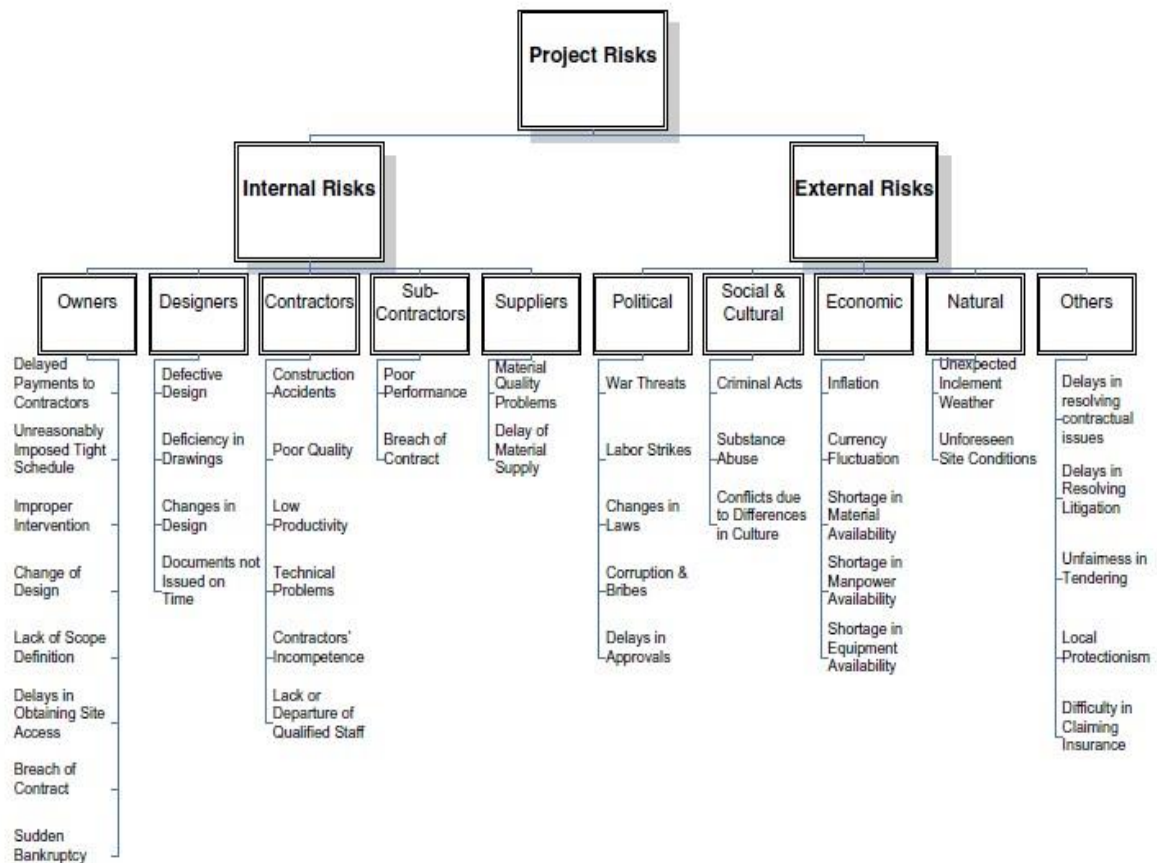 Project Risks
Internal Risks
External Risks
Owners
Designers
Contractors
Sub-
Contractors
Suppliers
Political
Social &
Cultural
Economic
Natural
Others
Delayed
Payments to
Contractors
Unreasonably
Imposed Tight
Schedule
Improper
Intervention
Change of
Design
Lack of Scope
Definition
Delays in
Obtaining Site
Access
Breach of
Contract
Sudden
Bankruptcy
Defective
Design
Deficiency in
Drawings
Changes in
Design
Documents not
Issued on
Time
Construction
Accidents
Poor Quality
Low
Productivity
Technical
Problems
Contractors'
Incompetence
Lack or
Departure of
Qualified Staff
Poor
Performance
Breach of
Contract
Material
Quality
Problems
Delay of
Material
Supply
War Threats
Labor Strikes
Changes in
Laws
Corruption &
Bribes
Delays in
Approvals
Criminal Acts
Substance
Abuse
Conflicts due
to Differences
in Culture
Inflation
Currency
Fluctuation
Shortage in
Material
Availability
Shortage in
Manpower
Availability
Shortage in
Equipment
Availability
Unexpected
Inclement
Weather
Unforeseen
Site Conditions
Delays in
resolving
contractual
issues
Delays in
Resolving
Litigation
Unfairness in
Tendering
Local
Protectionism
Difficulty in
Claiming
Insurance